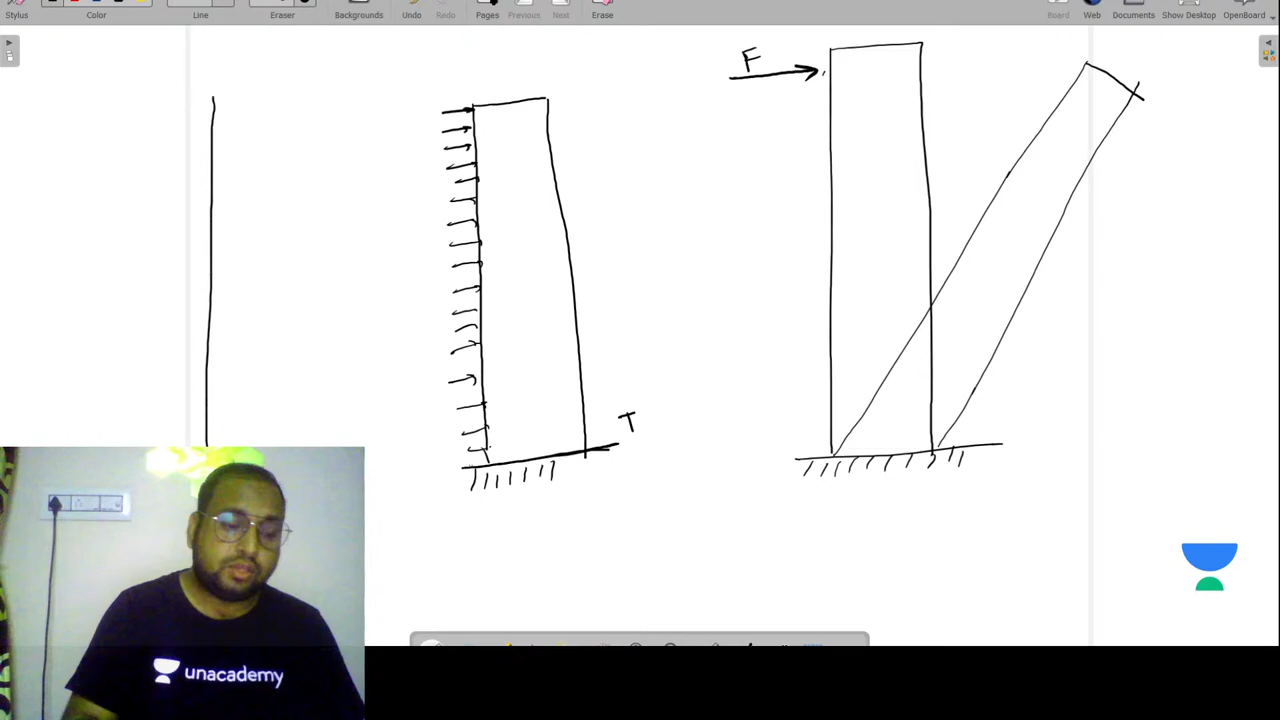 Stylus
Color
Line
Eraser
Backgrounds
Undo
Redo
Pages
Previous
Next
Erase
Board
Web
Documents
Show Desktop
OpenBoard
F
T
unacademy